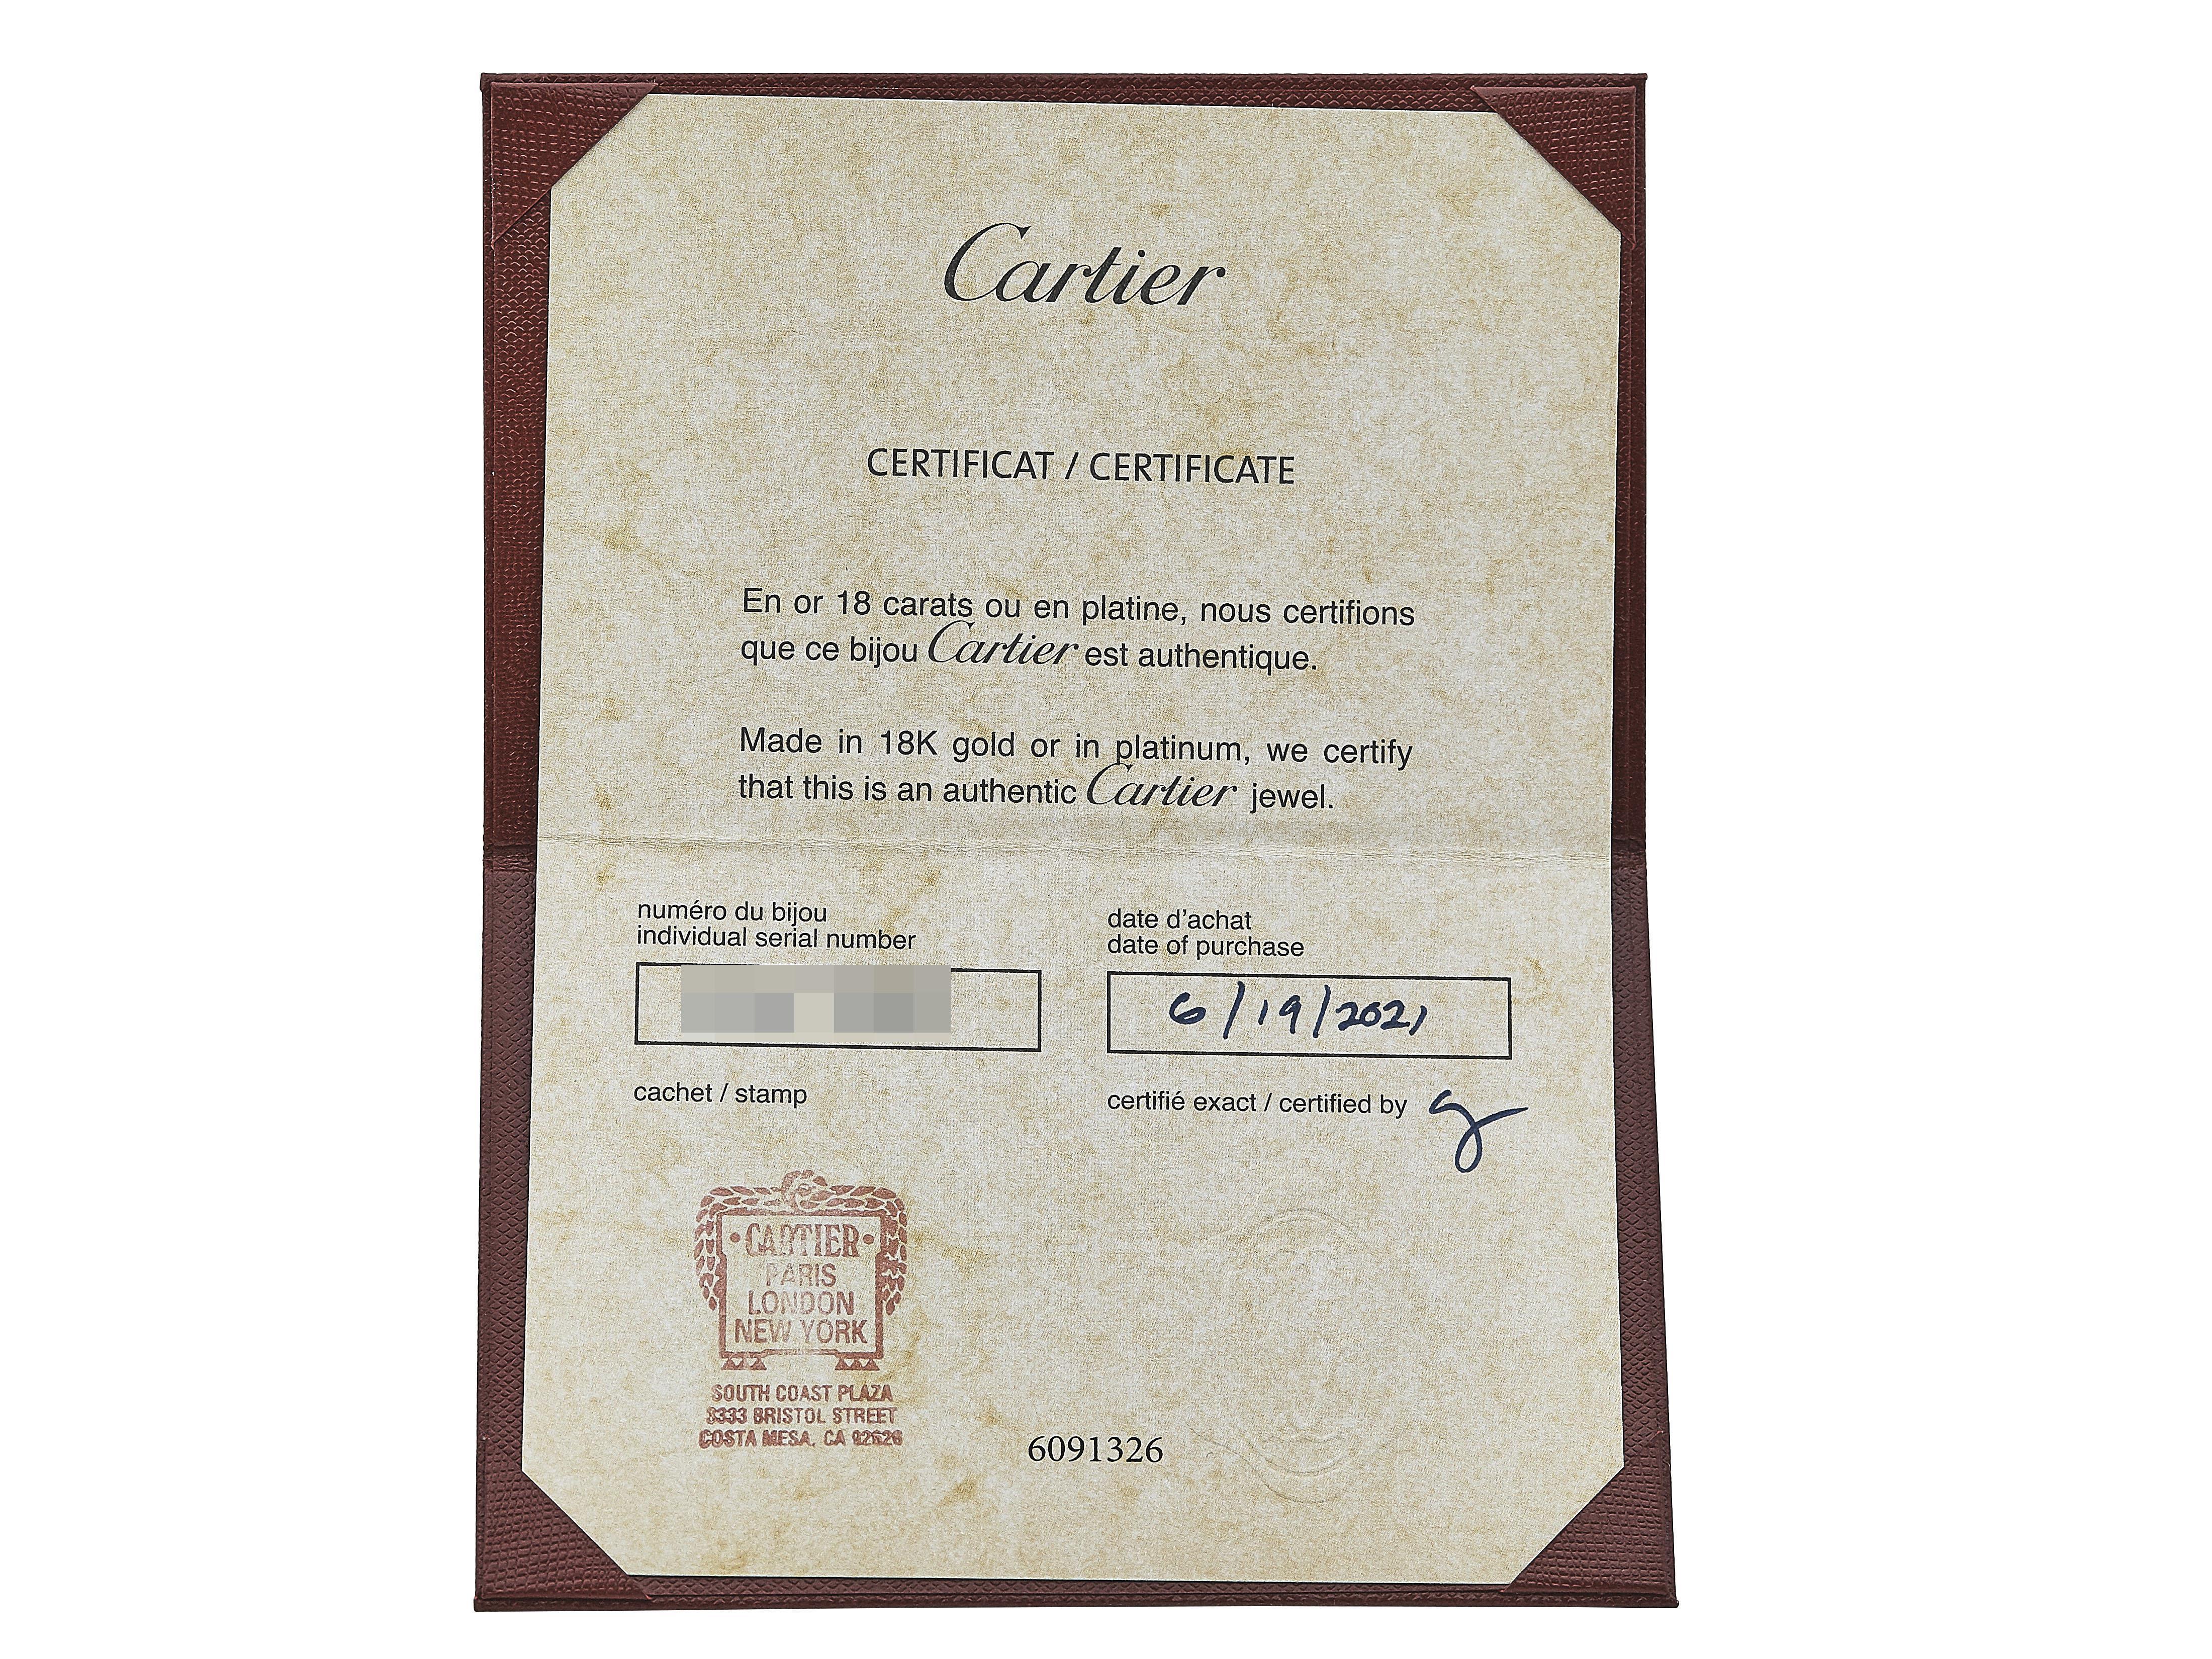 Cartier
CERTIFICAT / CERTIFICATE
En or 18 carats ou en platine, nous certifions
que ce bijou Cartier est authentique.
Made in 18K gold or in platinum, we certify
that this is an authentic Cartier jewel.
numéro du bijou
individual serial number
date d'achat
date of purchase
6/19/2021
cachet / stamp
certifié exact / certified by
CARTIER
PARIS
LONDON
NEW YORK
SOUTH COAST PLAZA
3333 BRISTOL STREET
COSTA MESA, CA 92626
6091326